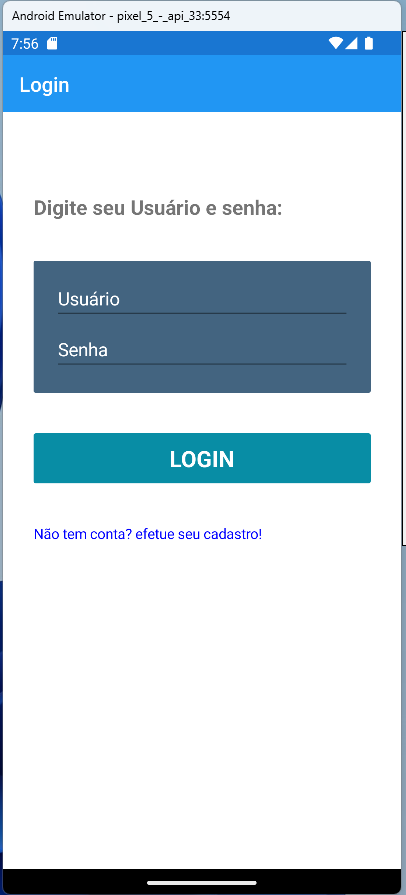 Android Emulator - pixel_5_-_api_33:5554
7:56
Login
Digite seu Usuário e senha:
Usuário
Senha
LOGIN
Não tem conta? efetue seu cadastro!